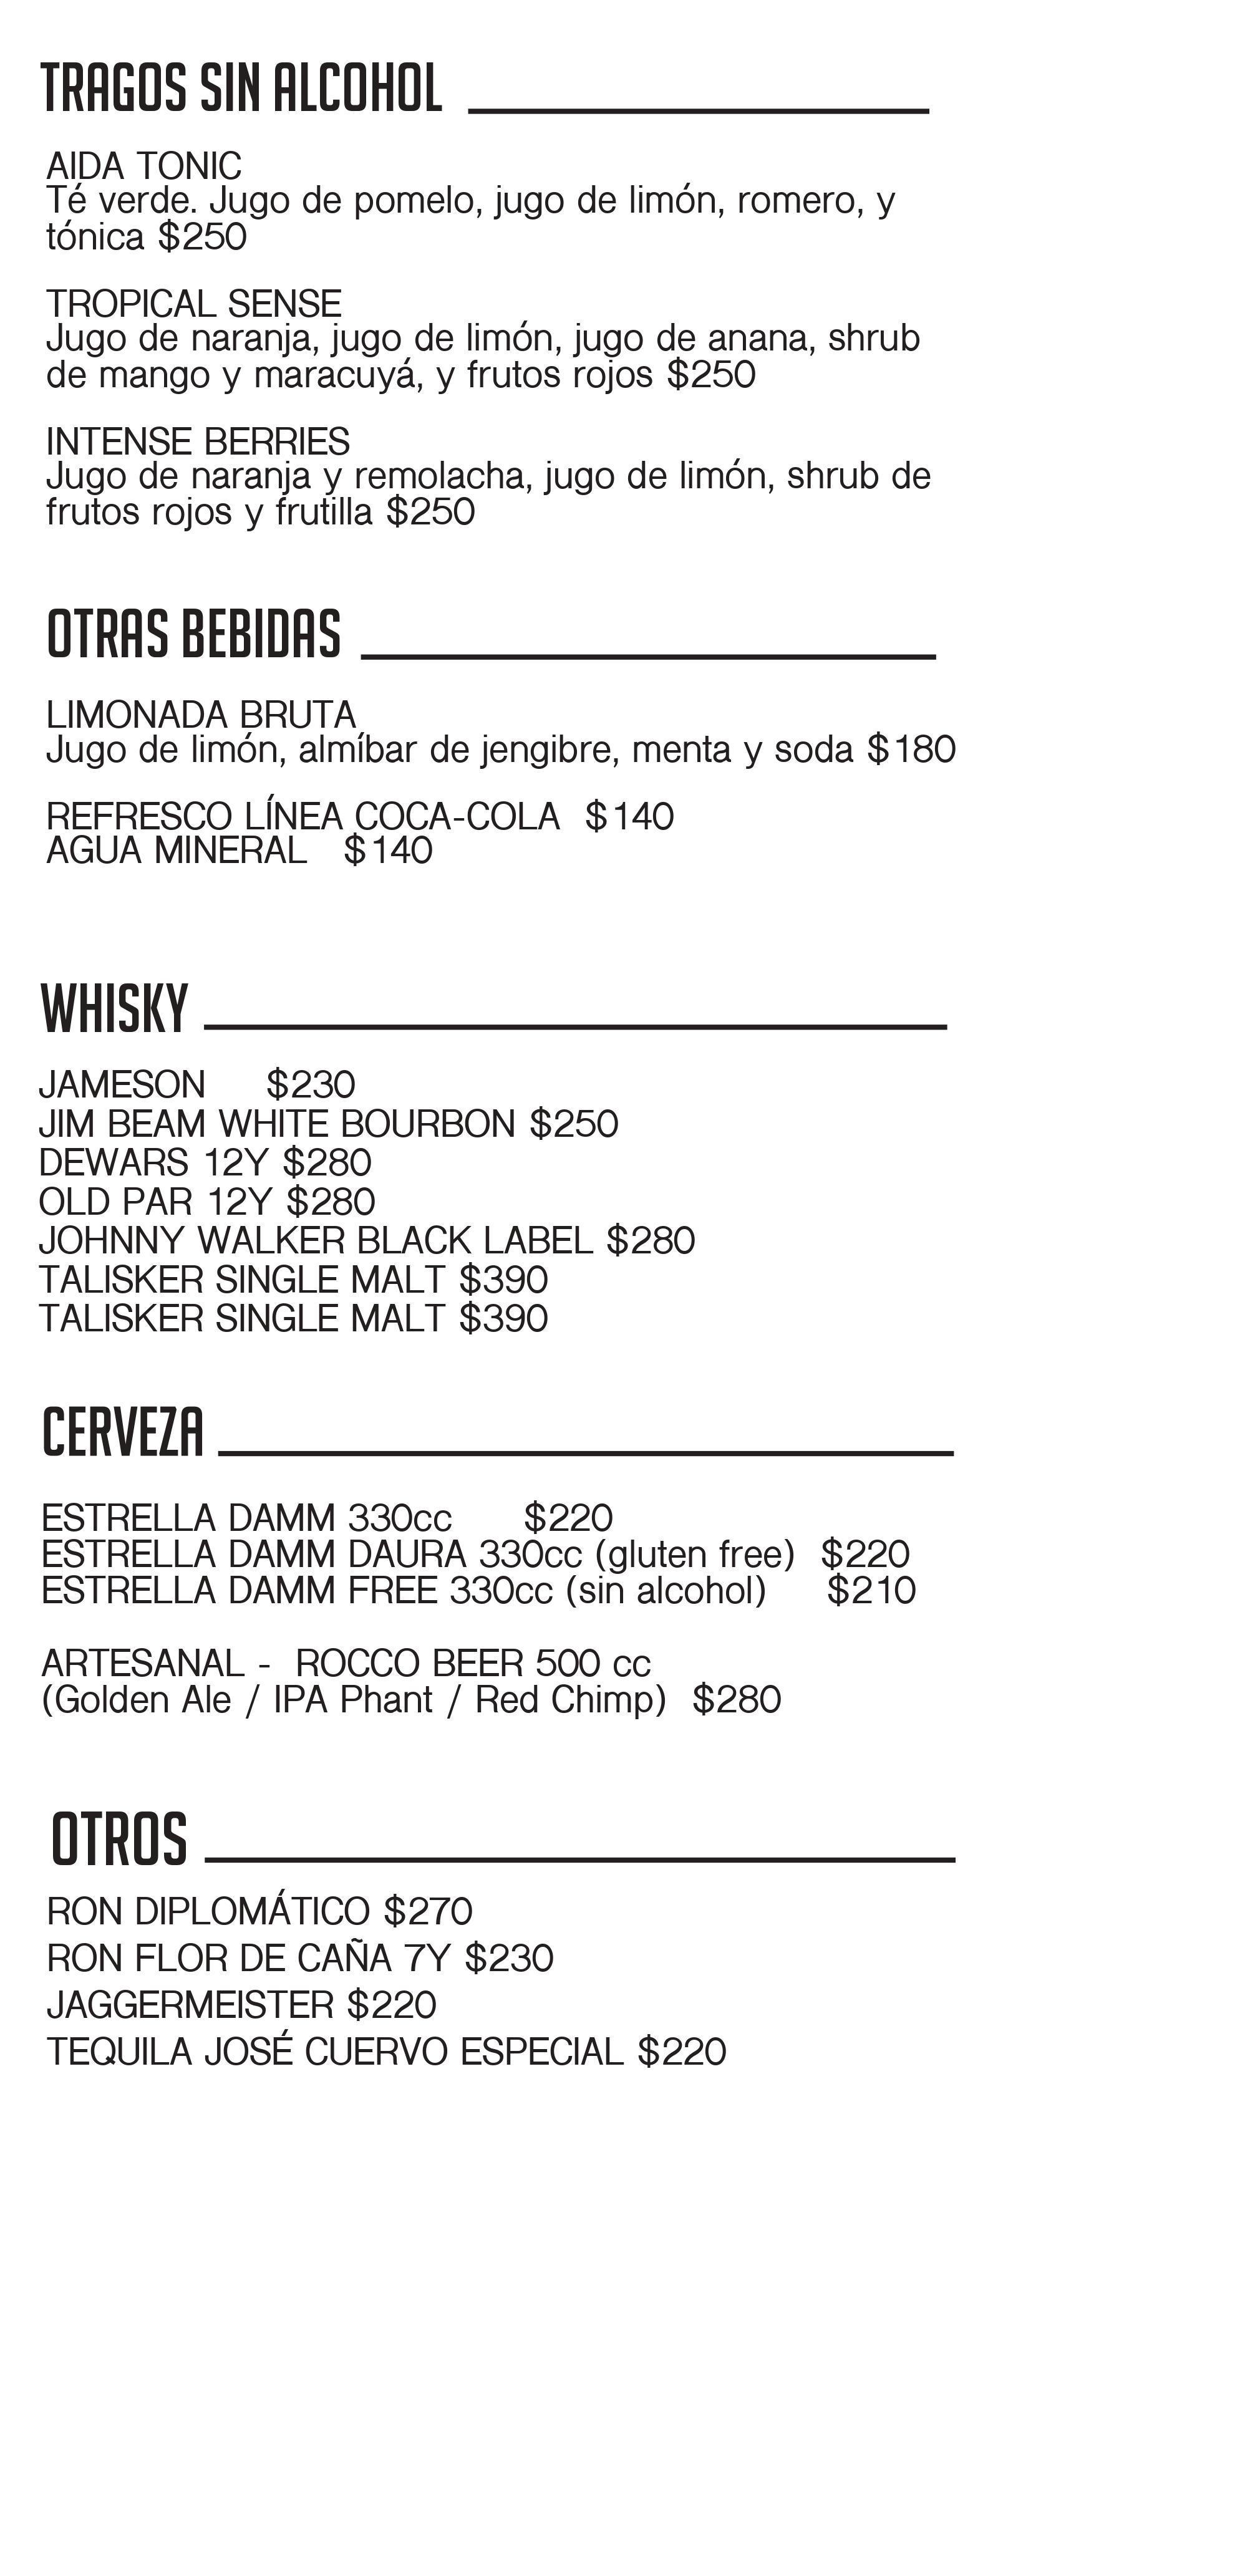 TRAGOS SIN ALCOHOL
AIDA TONIC
Té verde. Jugo de pomelo, jugo de limón, romero, y
tónica $250
TROPICAL SENSE
Jugo de naranja, jugo de limón, jugo de anana, shrub
de mango y maracuyá, y frutos rojos $250
INTENSE BERRIES
Jugo de naranja y remolacha, jugo de limón, shrub de
frutos rojos y frutilla $250
OTRAS BEBIDAS
LIMONADA BRUTA
Jugo de limón, almíbar de jengibre, menta y soda $180
REFRESCO LÍNEA COCA-COLA $140
AGUA MINERAL $140
WHISKY
JAMESON $230
JIM BEAM WHITE BOURBON $250
DEWARS 12Y $280
OLD PAR 12Y $280
JOHNNY WALKER BLACK LABEL $280
TALISKER SINGLE MALT $390
TALISKER SINGLE MALT $390
CERVEZA
ESTRELLA DAMM 330cc $220
ESTRELLA DAMM DAURA 330cc (gluten free) $220
ESTRELLA DAMM FREE 330cc (sin alcohol) $210
ARTESANAL - ROCCO BEER 500 cc
(Golden Ale / IPA Phant / Red Chimp) $280
OTROS
RON DIPLOMÁTICO $270
RON FLOR DE CAÑA 7Y $230
JAGGERMEISTER $220
TEQUILA JOSÉ CUERVO ESPECIAL $220